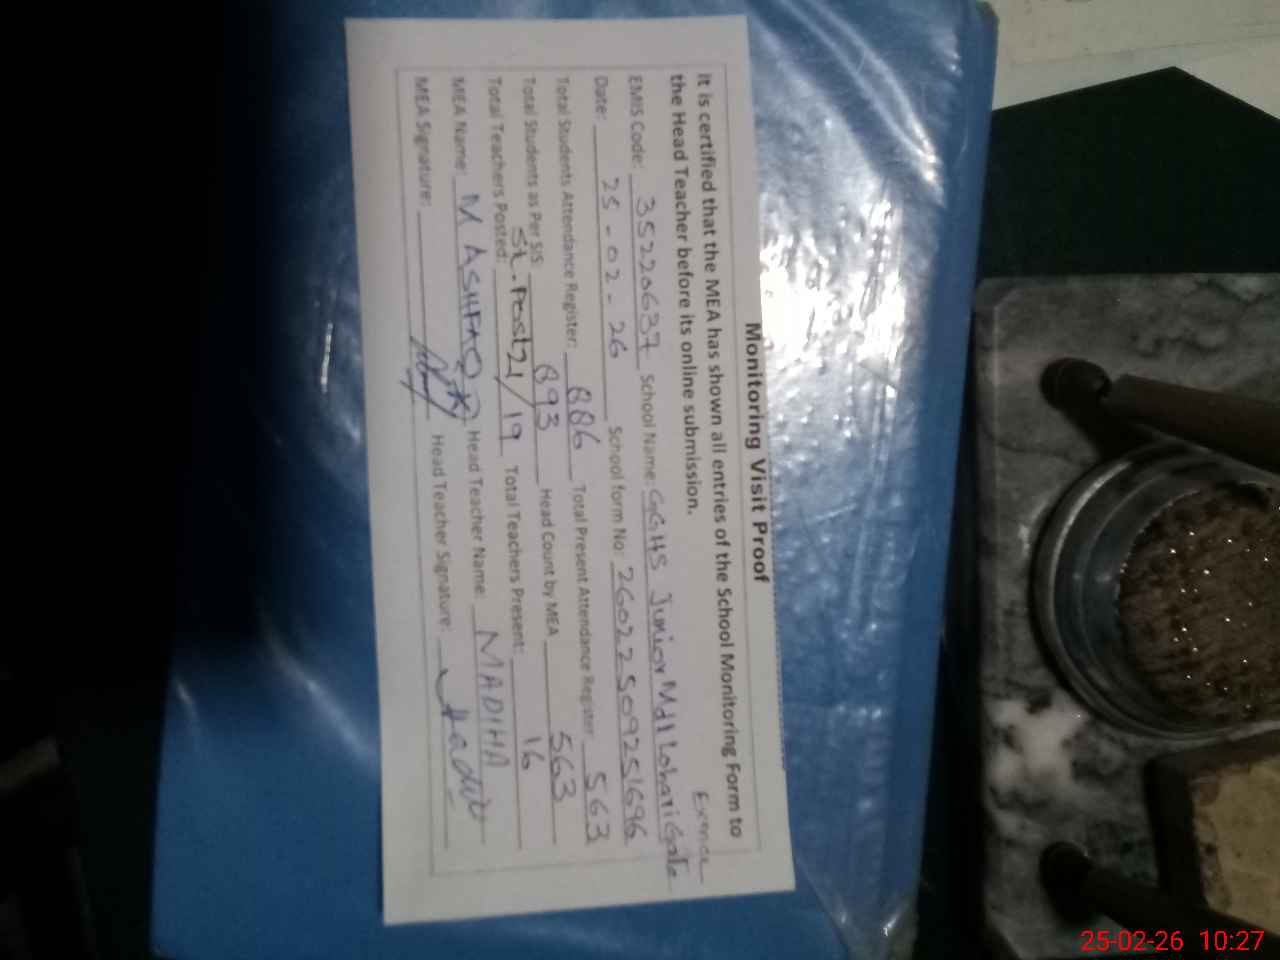 Monitoring Visit Proof
It is certified that the MEA has shown all entries of the School Monitoring Form to
the Head Teacher before its online submission.
EMIS Code: 35220637 School Name: GGHS Junior Mdl Lohari Gate
Date: 25-02-26 School form No: 26022509251696
Total Students Attendance Register: 886 Total Present Attendance Register 563
Total Students as Per SIS: 893 Head Count by MEA 563
Total Teachers Posted: St. Post 21/19 Total Teachers Present: 16
MEA Name: M ASHFAQ Head Teacher Name: MADIHA
MEA Signature: Head Teacher Signature:
25-02-26 10:27